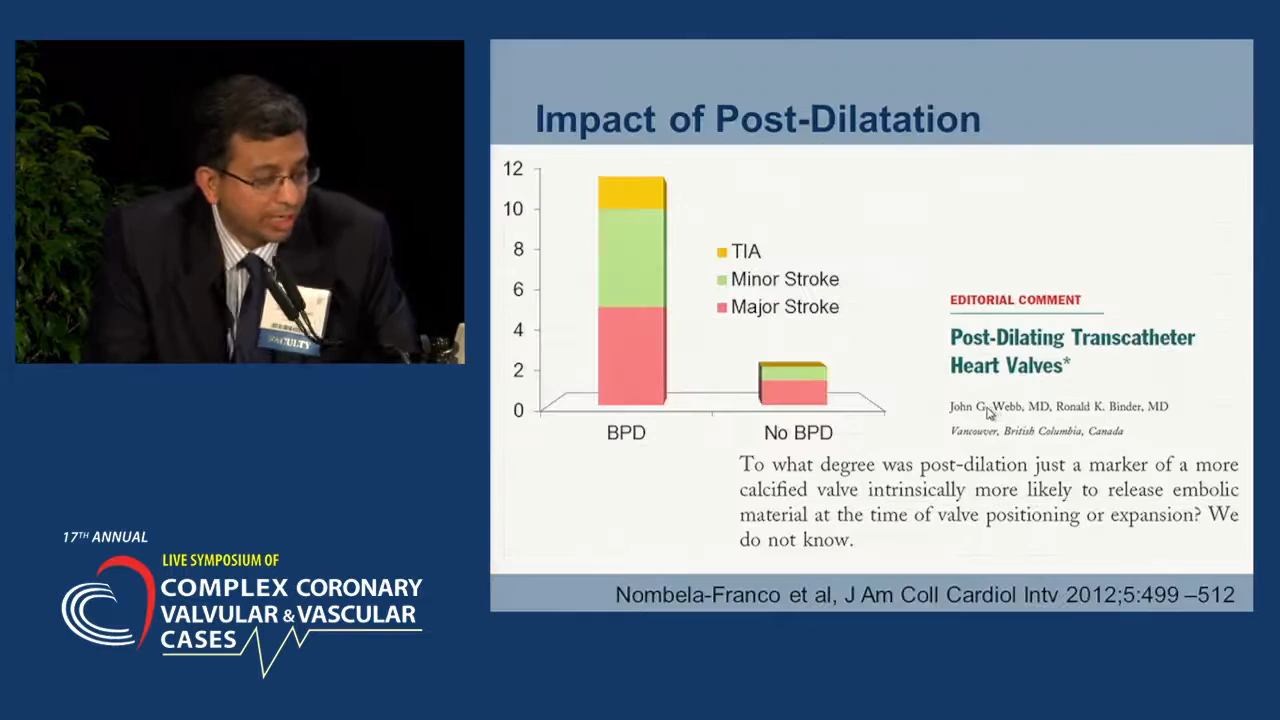 FACULTY
17TH ANNUAL
LIVE SYMPOSIUM OF
COMPLEX CORONARY
VALVULAR & VASCULAR
CASES
Impact of Post-Dilatation
12
10
8
6
4
2
0
BPD
No BPD
TIA
Minor Stroke
Major Stroke
EDITORIAL COMMENT
Post-Dilating Transcatheter
Heart Valves*
John G. Webb, MD, Ronald K. Binder, MD
Vancouver, British Columbia, Canada
To what degree was post-dilation just a marker of a more
calcified valve intrinsically more likely to release embolic
material at the time of valve positioning or expansion? We
do not know.
Nombela-Franco et al, J Am Coll Cardiol Intv 2012;5:499 –512